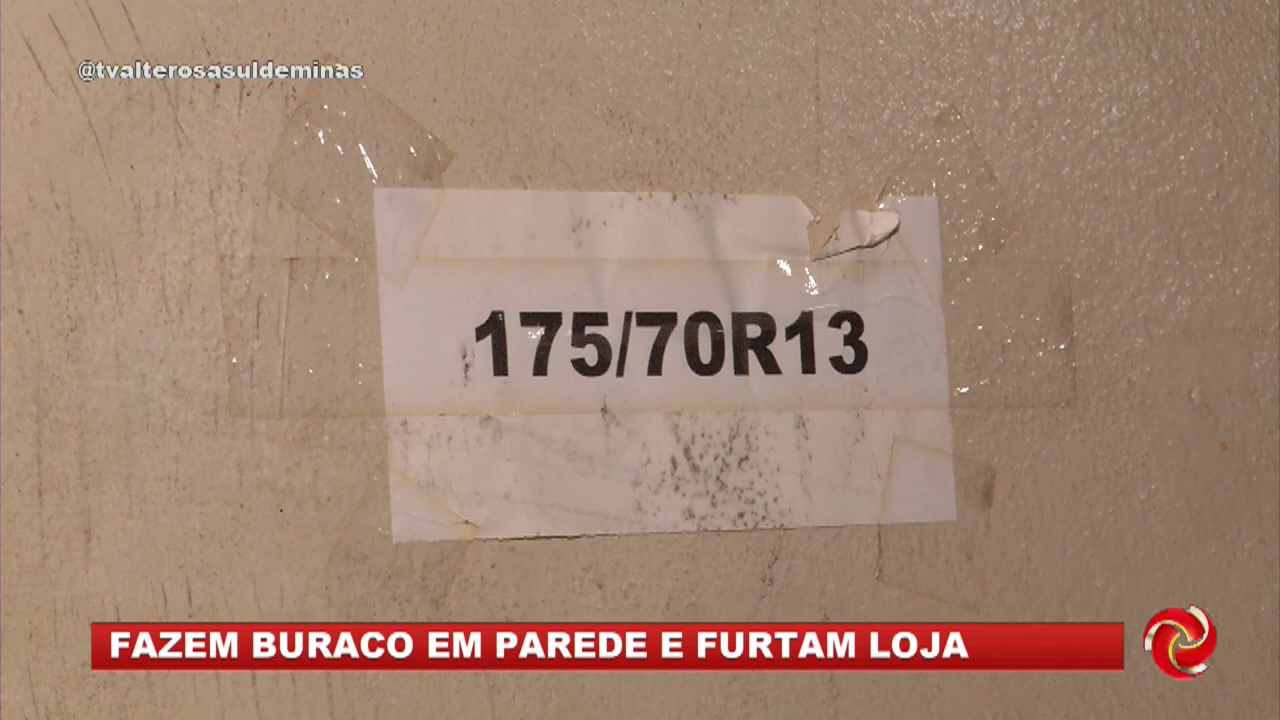 @tvalterosasuldeminas
175/70R13
FAZEM BURACO EM PAREDE E FURTAM LOJA